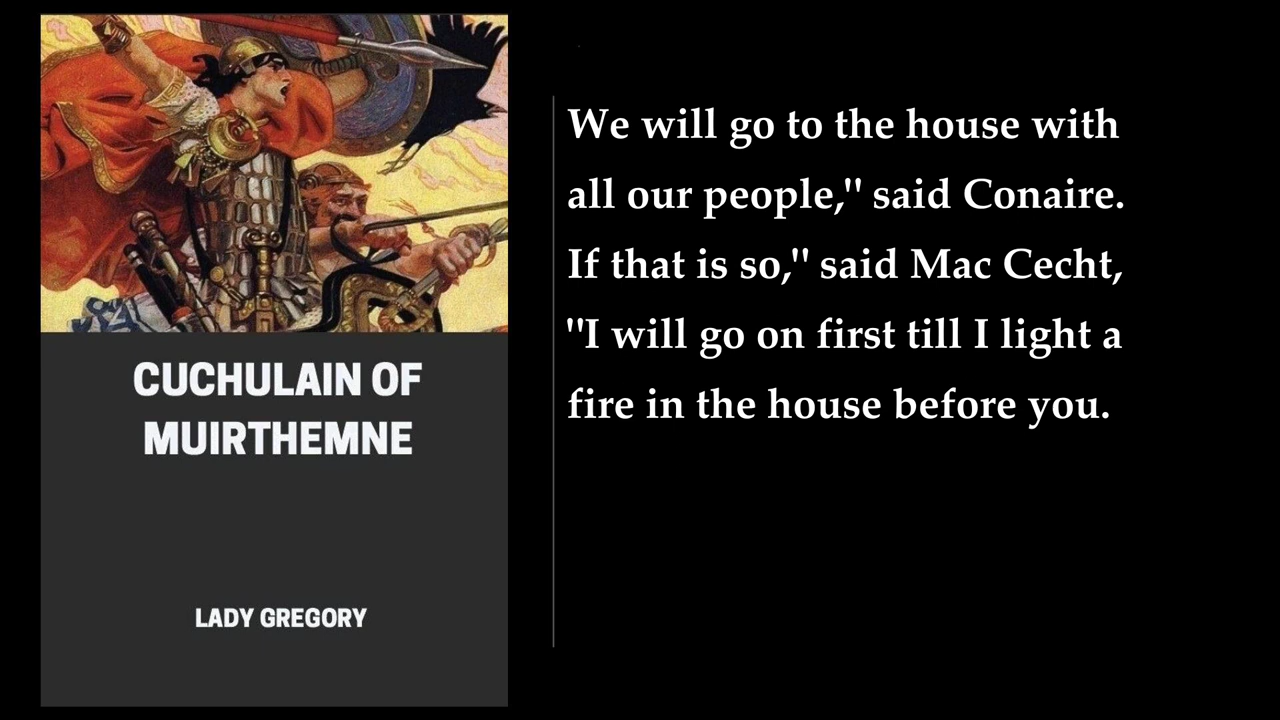 CUCHULAIN OF
MUIRTHEMNE
LADY GREGORY
We will go to the house with
all our people," said Conaire.
If that is so," said Mac Cecht,
"I will go on first till I light a
fire in the house before you.